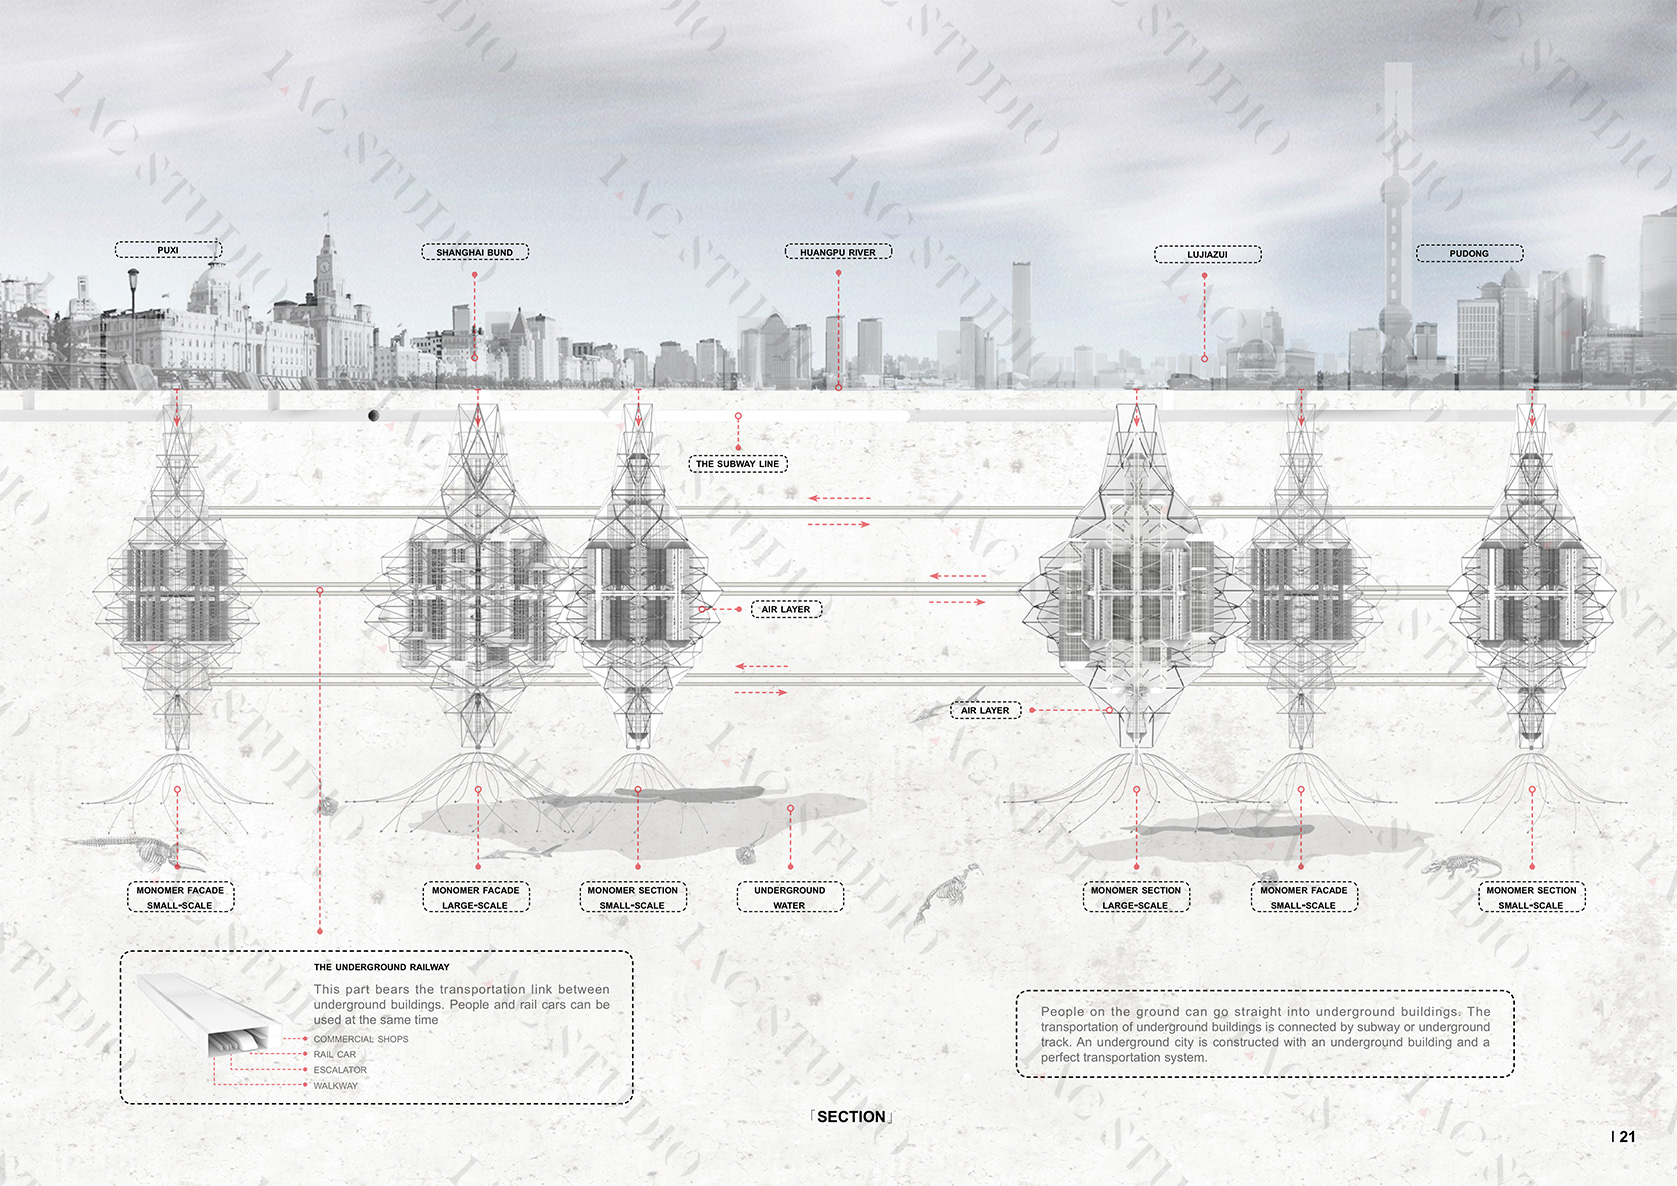 PUXI
SHANGHAI BUND
HUANGPU RIVER
LUJIAZUI
PUDONG
THE SUBWAY LINE
AIR LAYER
AIR LAYER
MONOMER FACADE
SMALL-SCALE
MONOMER FACADE
LARGE-SCALE
MONOMER SECTION
SMALL-SCALE
UNDERGROUND
WATER
MONOMER SECTION
LARGE-SCALE
MONOMER FACADE
SMALL-SCALE
MONOMER SECTION
SMALL-SCALE
THE UNDERGROUND RAILWAY
This part bears the transportation link between
underground buildings. People and rail cars can be
used at the same time
COMMERCIAL SHOPS
RAIL CAR
ESCALATOR
WALKWAY
People on the ground can go straight into underground buildings. The
transportation of underground buildings is connected by subway or underground
track. An underground city is constructed with an underground building and a
perfect transportation system.
「SECTION」
I 21